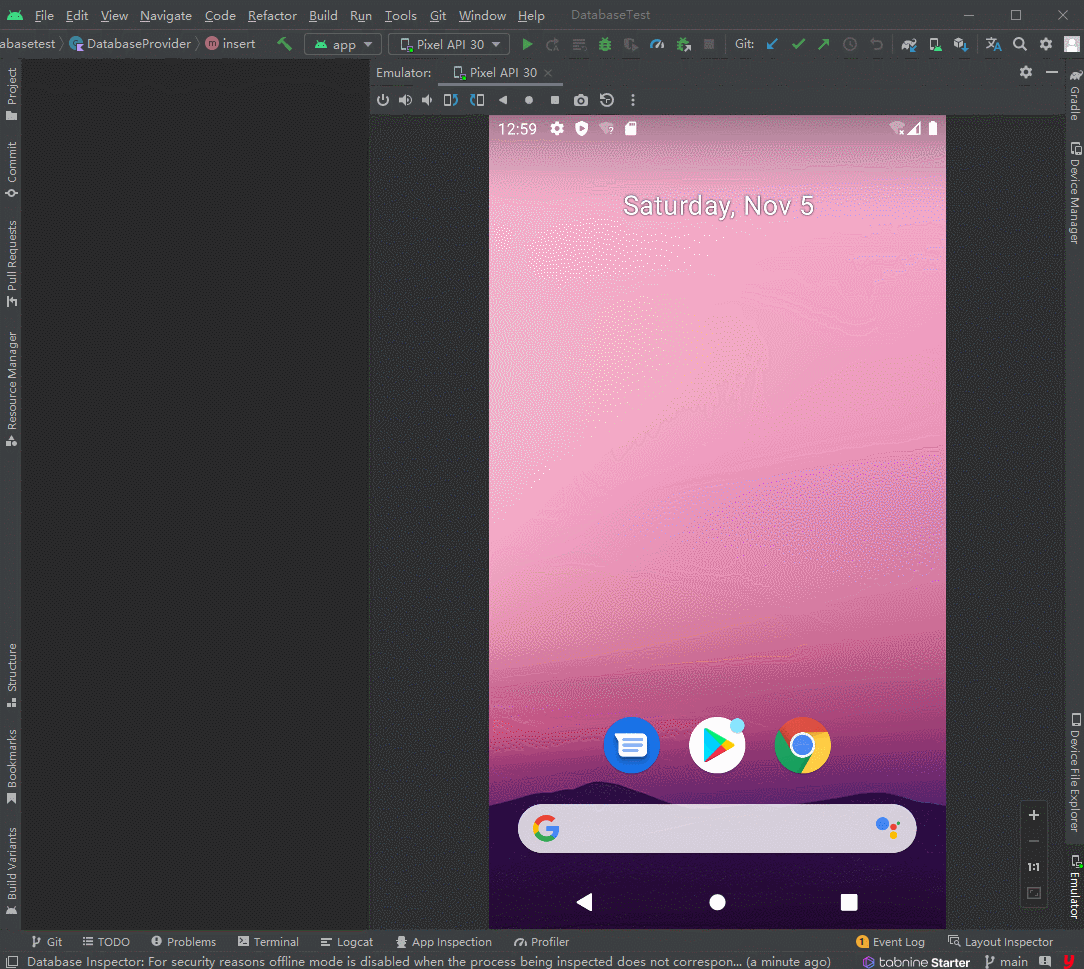 File Edit View Navigate Code Refactor Build Run Tools Git Window Help DatabaseTest
abasetest DatabaseProvider insert app Pixel API 30 Git:
Emulator: Pixel API 30
Project
Commit
Pull Requests
Resource Manager
Structure
Bookmarks
Build Variants
12:59
Saturday, Nov 5
Gradle
Device Manager
Device File Explorer
Emulator
1:1
Git TODO Problems Terminal Logcat App Inspection Profiler 1 Event Log Layout Inspector
Database Inspector: For security reasons offline mode is disabled when the process being inspected does not correspon... (a minute ago) tabnine Starter main